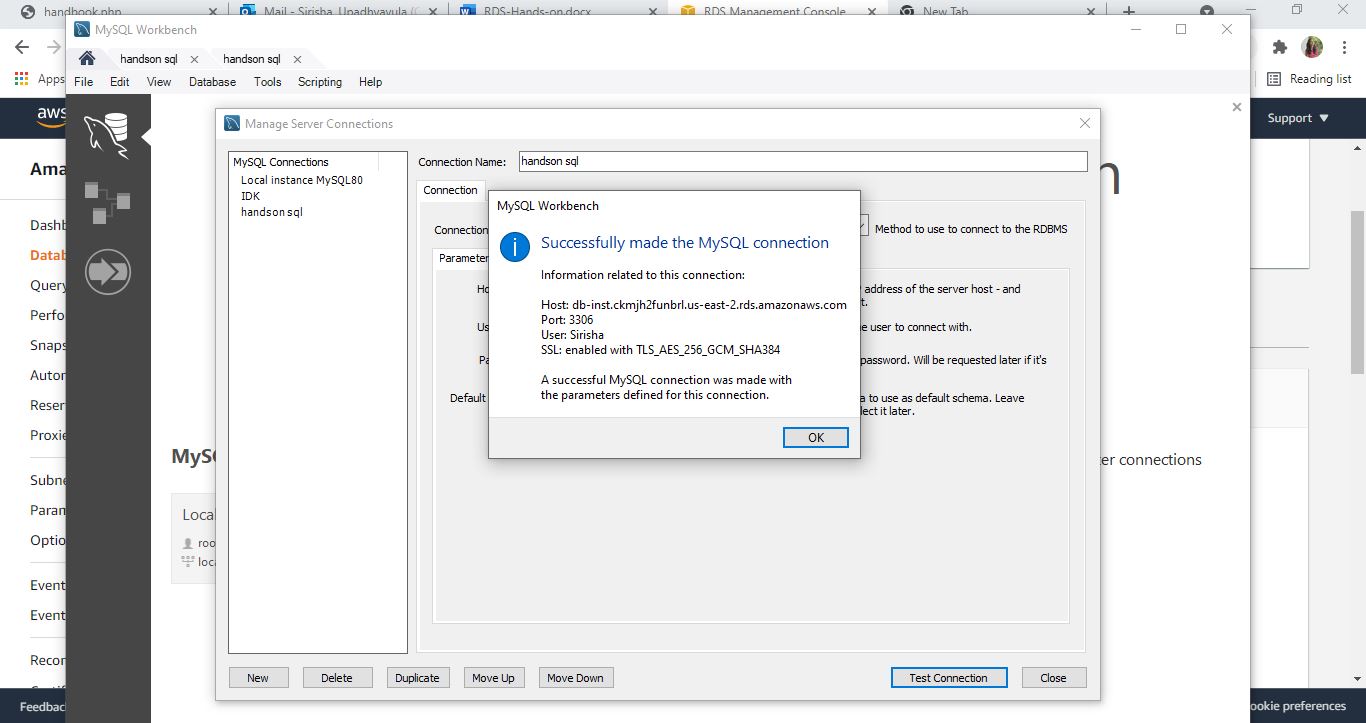 handbook.php
Mail - Sirisha, Upadhyayula (
RDS-Hands-on.docx
RDS Management Console
New Tab
MySQL Workbench
handson sql
handson sql
Apps
Reading list
File Edit View Database Tools Scripting Help
aws
Support
Manage Server Connections
MySQL Connections
Local instance MySQL80
IDK
handson sql
Connection Name: handson sql
Connection
Connection
Method to use to connect to the RDBMS
Parameter
address of the server host - and
user to connect with.
password. Will be requested later if it's
Default
to use as default schema. Leave
it later.
MySQL Workbench
Successfully made the MySQL connection
Information related to this connection:
Host: db-inst.ckmjh2funbrl.us-east-2.rds.amazonaws.com
Port: 3306
User: Sirisha
SSL: enabled with TLS_AES_256_GCM_SHA384
A successful MySQL connection was made with
the parameters defined for this connection.
OK
New Delete Duplicate Move Up Move Down Test Connection Close
Ama
Dashb
Datab
Query
Perfo
Snaps
Auton
Reser
Proxie
Subne
Param
Optio
Event
Event
Recor
MySQ
Loca
roo
loca
connections
Feedbac
ookie preferences